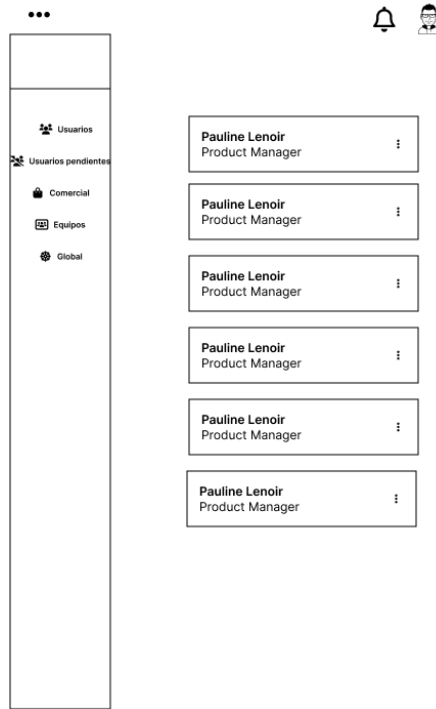 Usuarios
Usuarios pendientes
Comercial
Equipos
Global
Pauline Lenoir
Product Manager
Pauline Lenoir
Product Manager
Pauline Lenoir
Product Manager
Pauline Lenoir
Product Manager
Pauline Lenoir
Product Manager
Pauline Lenoir
Product Manager